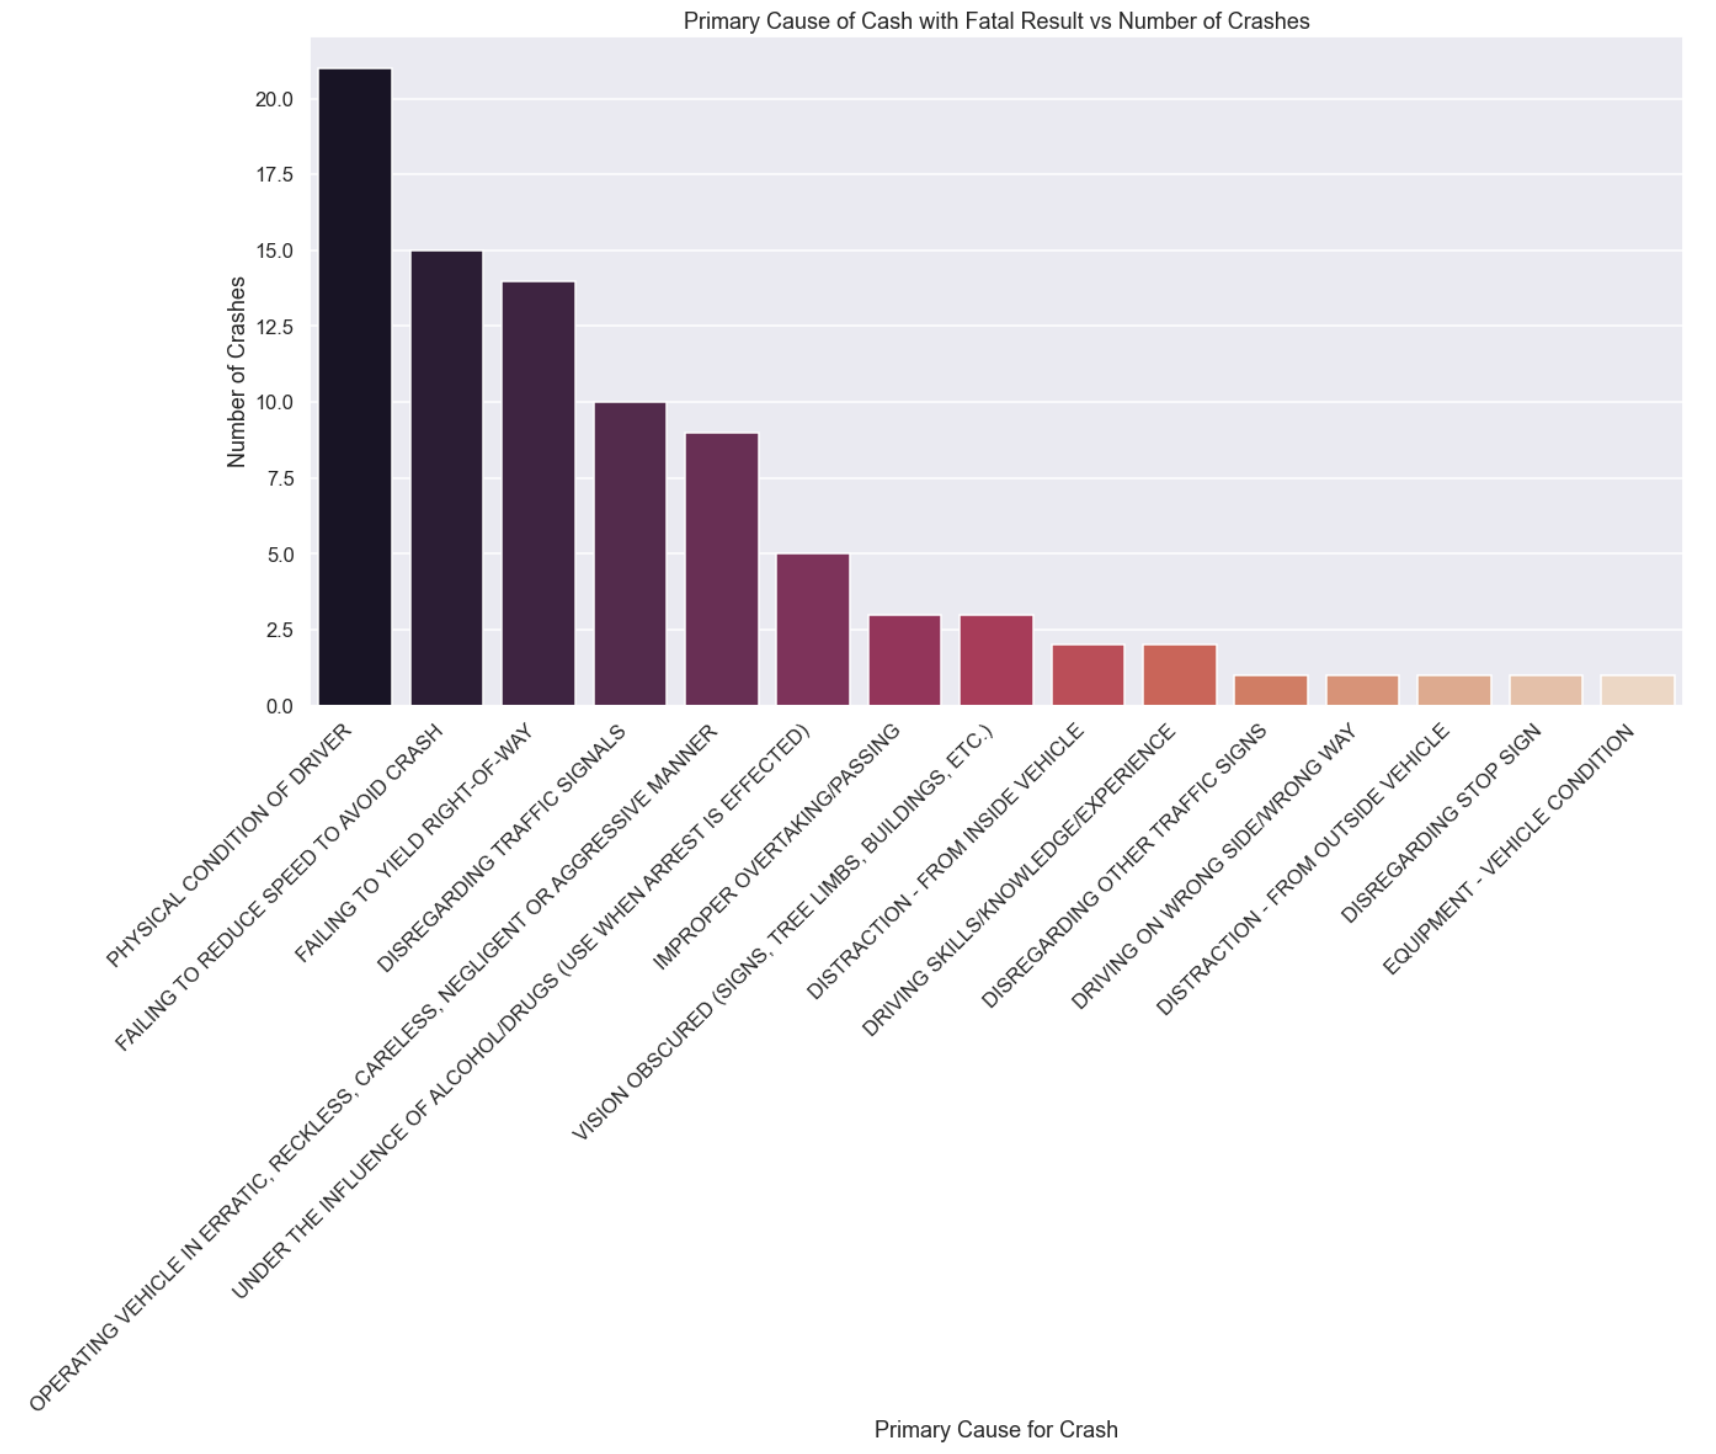 Primary Cause of Cash with Fatal Result vs Number of Crashes
Number of Crashes
20.0
17.5
15.0
12.5
10.0
7.5
5.0
2.5
0.0
PHYSICAL CONDITION OF DRIVER
FAILING TO REDUCE SPEED TO AVOID CRASH
FAILING TO YIELD RIGHT-OF-WAY
DISREGARDING TRAFFIC SIGNALS
OPERATING VEHICLE IN ERRATIC, RECKLESS, CARELESS, NEGLIGENT OR AGGRESSIVE MANNER
UNDER THE INFLUENCE OF ALCOHOL/DRUGS (USE WHEN ARREST IS EFFECTED)
IMPROPER OVERTAKING/PASSING
VISION OBSCURED (SIGNS, TREE LIMBS, BUILDINGS, ETC.)
DISTRACTION - FROM INSIDE VEHICLE
DRIVING SKILLS/KNOWLEDGE/EXPERIENCE
DISREGARDING OTHER TRAFFIC SIGNS
DRIVING ON WRONG SIDE/WRONG WAY
DISTRACTION - FROM OUTSIDE VEHICLE
DISREGARDING STOP SIGN
EQUIPMENT - VEHICLE CONDITION
Primary Cause for Crash